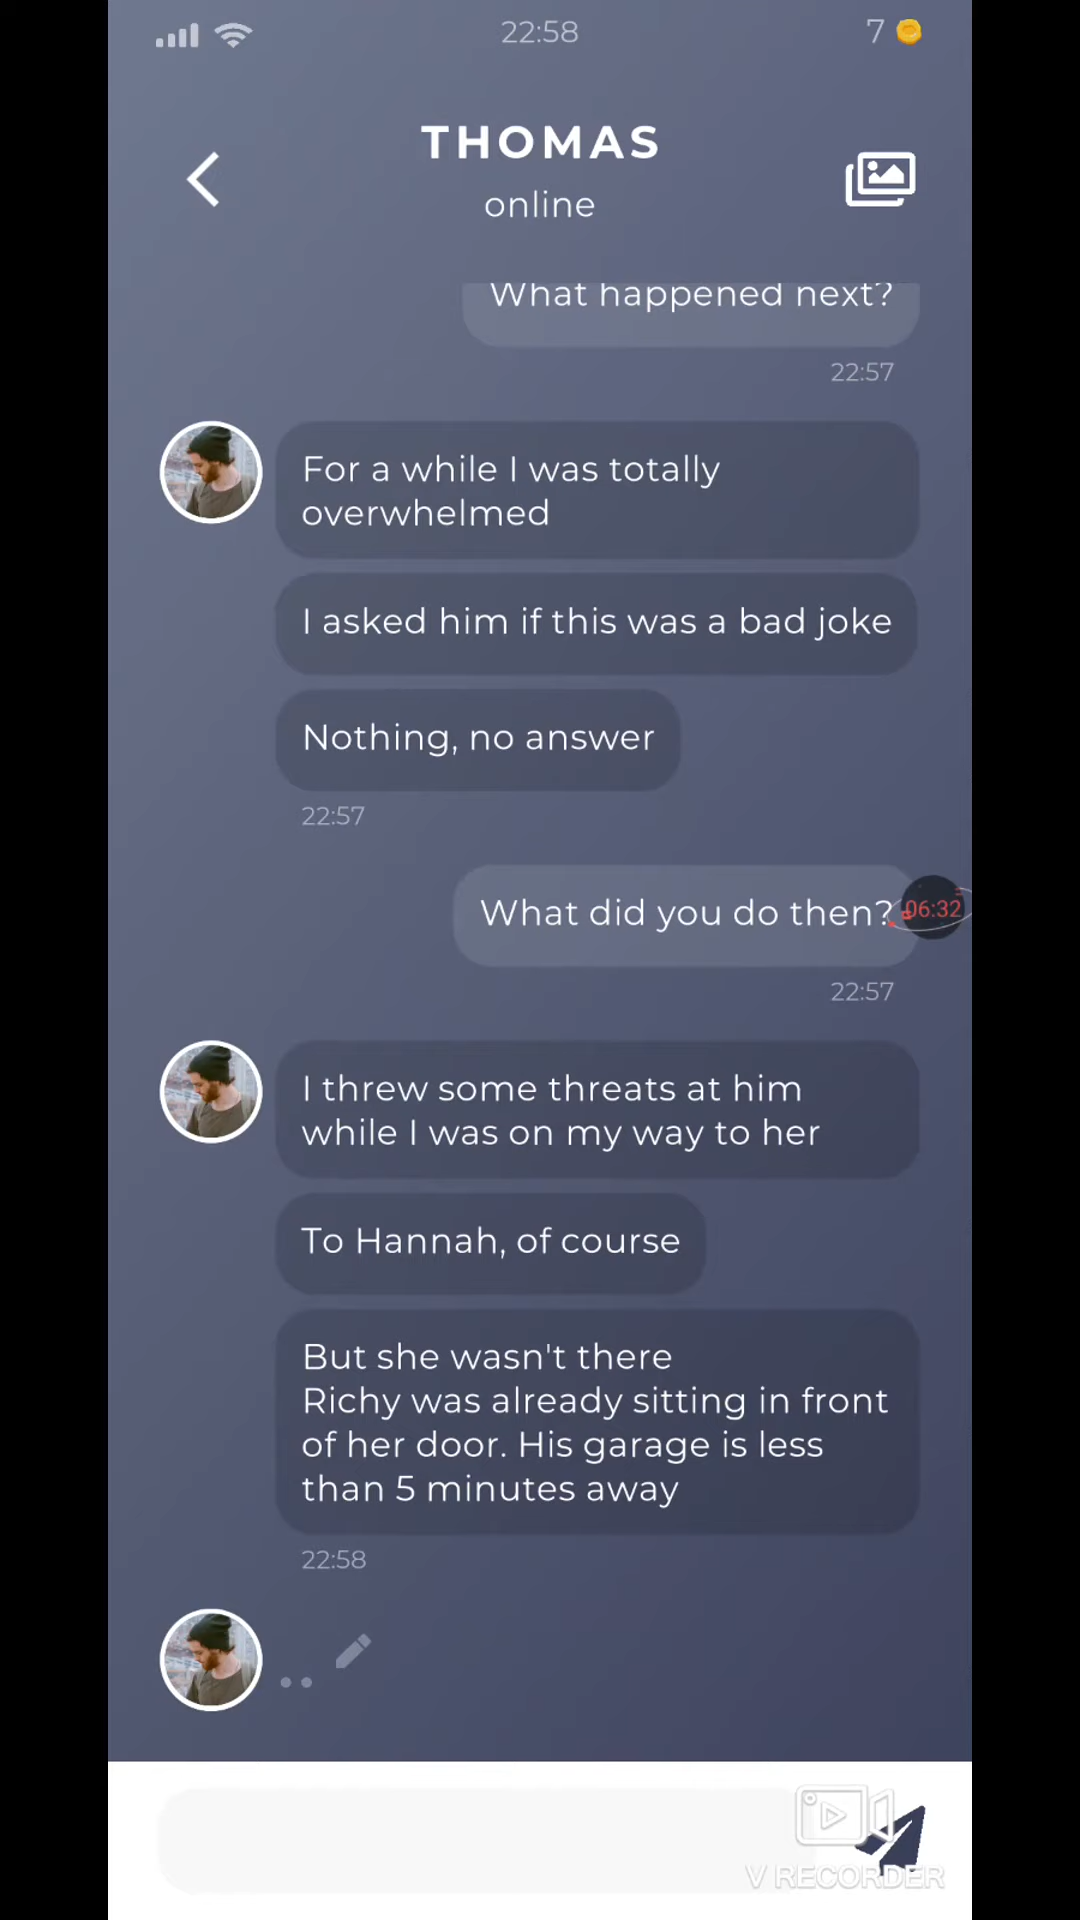 22:58
7
THOMAS
online
What happened next?
22:57
For a while I was totally
overwhelmed
I asked him if this was a bad joke
Nothing, no answer
22:57
What did you do then?
06:32
22:57
I threw some threats at him
while I was on my way to her
To Hannah, of course
But she wasn't there
Richy was already sitting in front
of her door. His garage is less
than 5 minutes away
22:58
V RECORDER